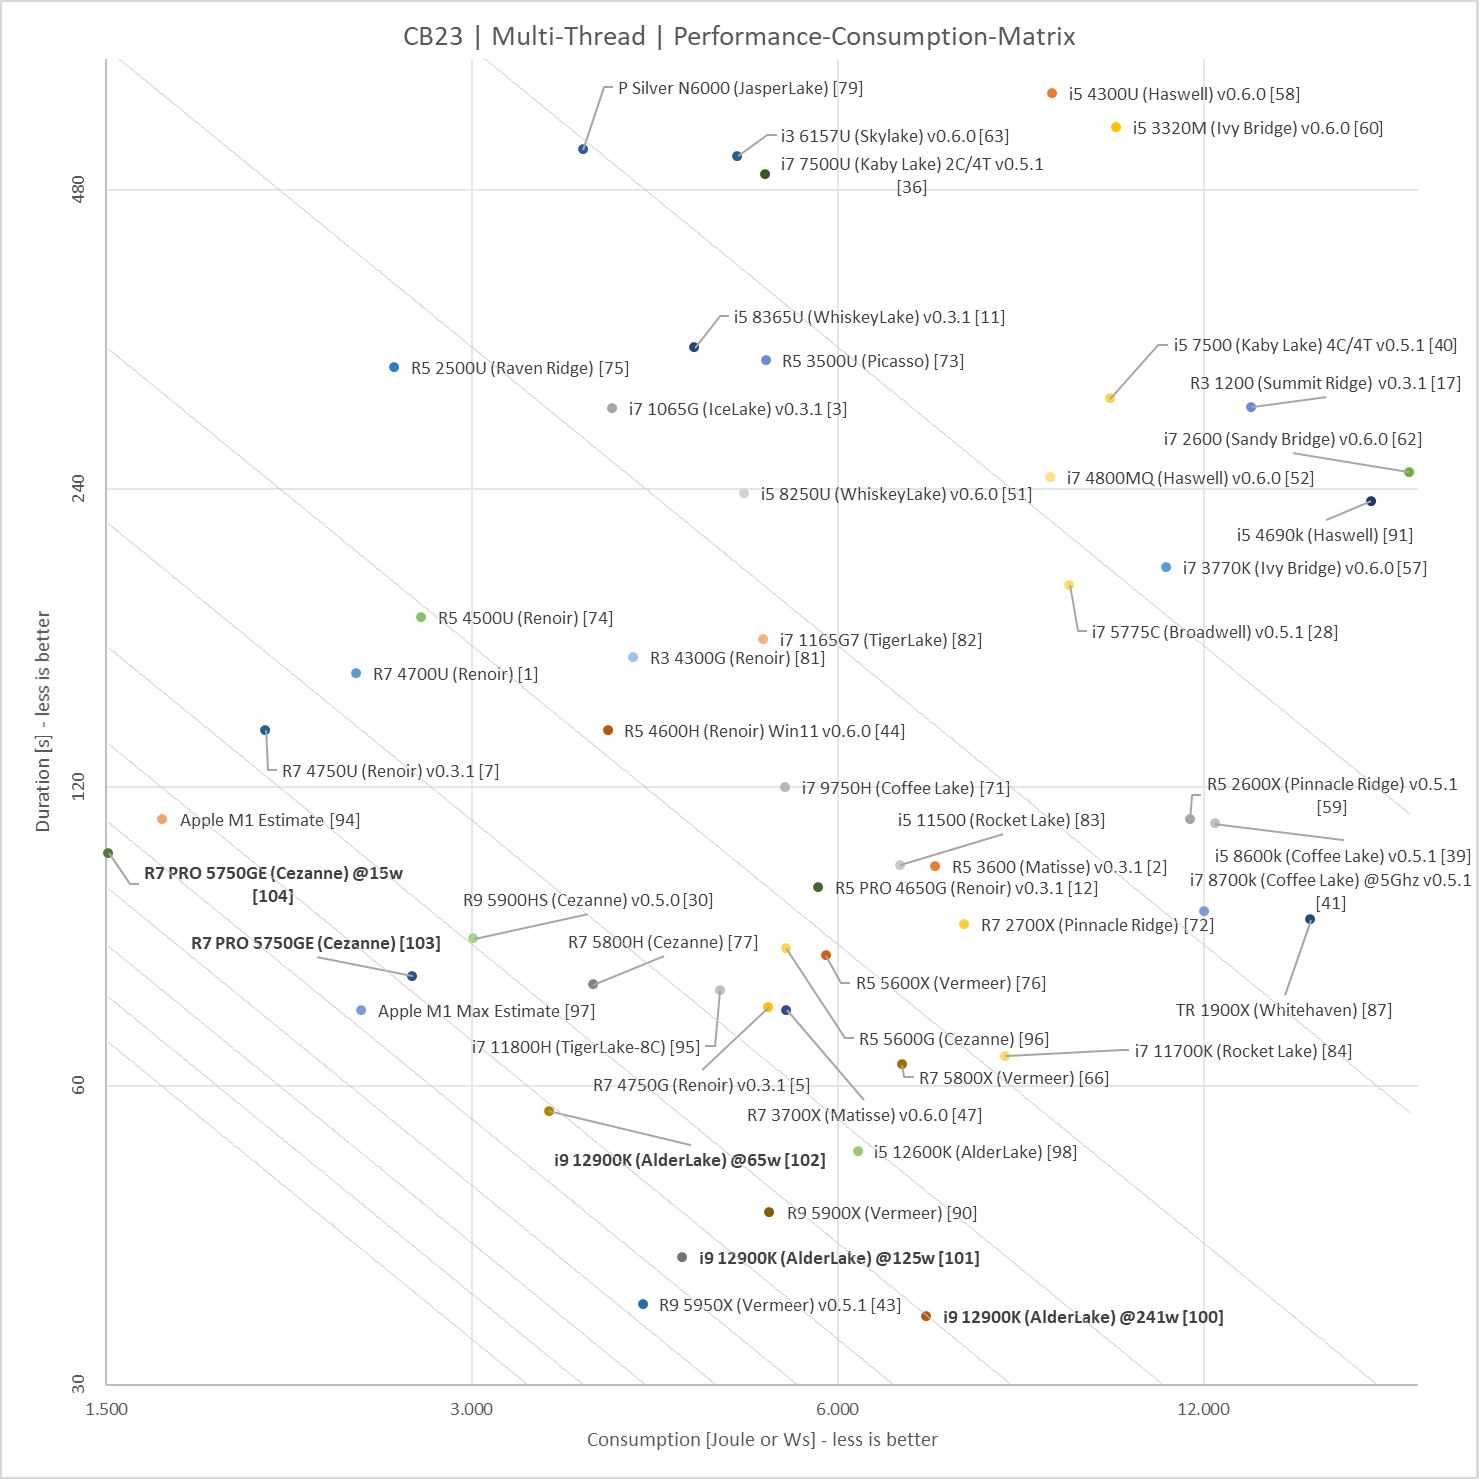 CB23 | Multi-Thread | Performance-Consumption-Matrix
P Silver N6000 (JasperLake) [79]
i5 4300U (Haswell) v0.6.0 [58]
i5 3320M (Ivy Bridge) v0.6.0 [60]
i3 6157U (Skylake) v0.6.0 [63]
i7 7500U (Kaby Lake) 2C/4T v0.5.1
[36]
480
i5 8365U (WhiskeyLake) v0.3.1 [11]
i5 7500 (Kaby Lake) 4C/4T v0.5.1 [40]
R5 2500U (Raven Ridge) [75]
R5 3500U (Picasso) [73]
R3 1200 (Summit Ridge) v0.3.1 [17]
i7 1065G (IceLake) v0.3.1 [3]
i7 2600 (Sandy Bridge) v0.6.0 [62]
i7 4800MQ (Haswell) v0.6.0 [52]
240
i5 8250U (WhiskeyLake) v0.6.0 [51]
i5 4690k (Haswell) [91]
i7 3770K (Ivy Bridge) v0.6.0 [57]
R5 4500U (Renoir) [74]
i7 1165G7 (TigerLake) [82]
i7 5775C (Broadwell) v0.5.1 [28]
R3 4300G (Renoir) [81]
R7 4700U (Renoir) [1]
R5 4600H (Renoir) Win11 v0.6.0 [44]
R7 4750U (Renoir) v0.3.1 [7]
120
i7 9750H (Coffee Lake) [71]
R5 2600X (Pinnacle Ridge) v0.5.1
[59]
Apple M1 Estimate [94]
i5 11500 (Rocket Lake) [83]
i5 8600k (Coffee Lake) v0.5.1 [39]
R7 PRO 5750GE (Cezanne) @15w
[104]
R5 3600 (Matisse) v0.3.1 [2]
i7 8700k (Coffee Lake) @5Ghz v0.5.1
[41]
R5 PRO 4650G (Renoir) v0.3.1 [12]
R9 5900HS (Cezanne) v0.5.0 [30]
R7 2700X (Pinnacle Ridge) [72]
R7 PRO 5750GE (Cezanne) [103]
R7 5800H (Cezanne) [77]
R5 5600X (Vermeer) [76]
Apple M1 Max Estimate [97]
TR 1900X (Whitehaven) [87]
i7 11800H (TigerLake-8C) [95]
R5 5600G (Cezanne) [96]
i7 11700K (Rocket Lake) [84]
60
R7 4750G (Renoir) v0.3.1 [5]
R7 5800X (Vermeer) [66]
R7 3700X (Matisse) v0.6.0 [47]
i9 12900K (AlderLake) @65w [102]
i5 12600K (AlderLake) [98]
R9 5900X (Vermeer) [90]
i9 12900K (AlderLake) @125w [101]
R9 5950X (Vermeer) v0.5.1 [43]
i9 12900K (AlderLake) @241w [100]
30
Duration [s] - less is better
1.500
3.000
6.000
12.000
Consumption [Joule or Ws] - less is better